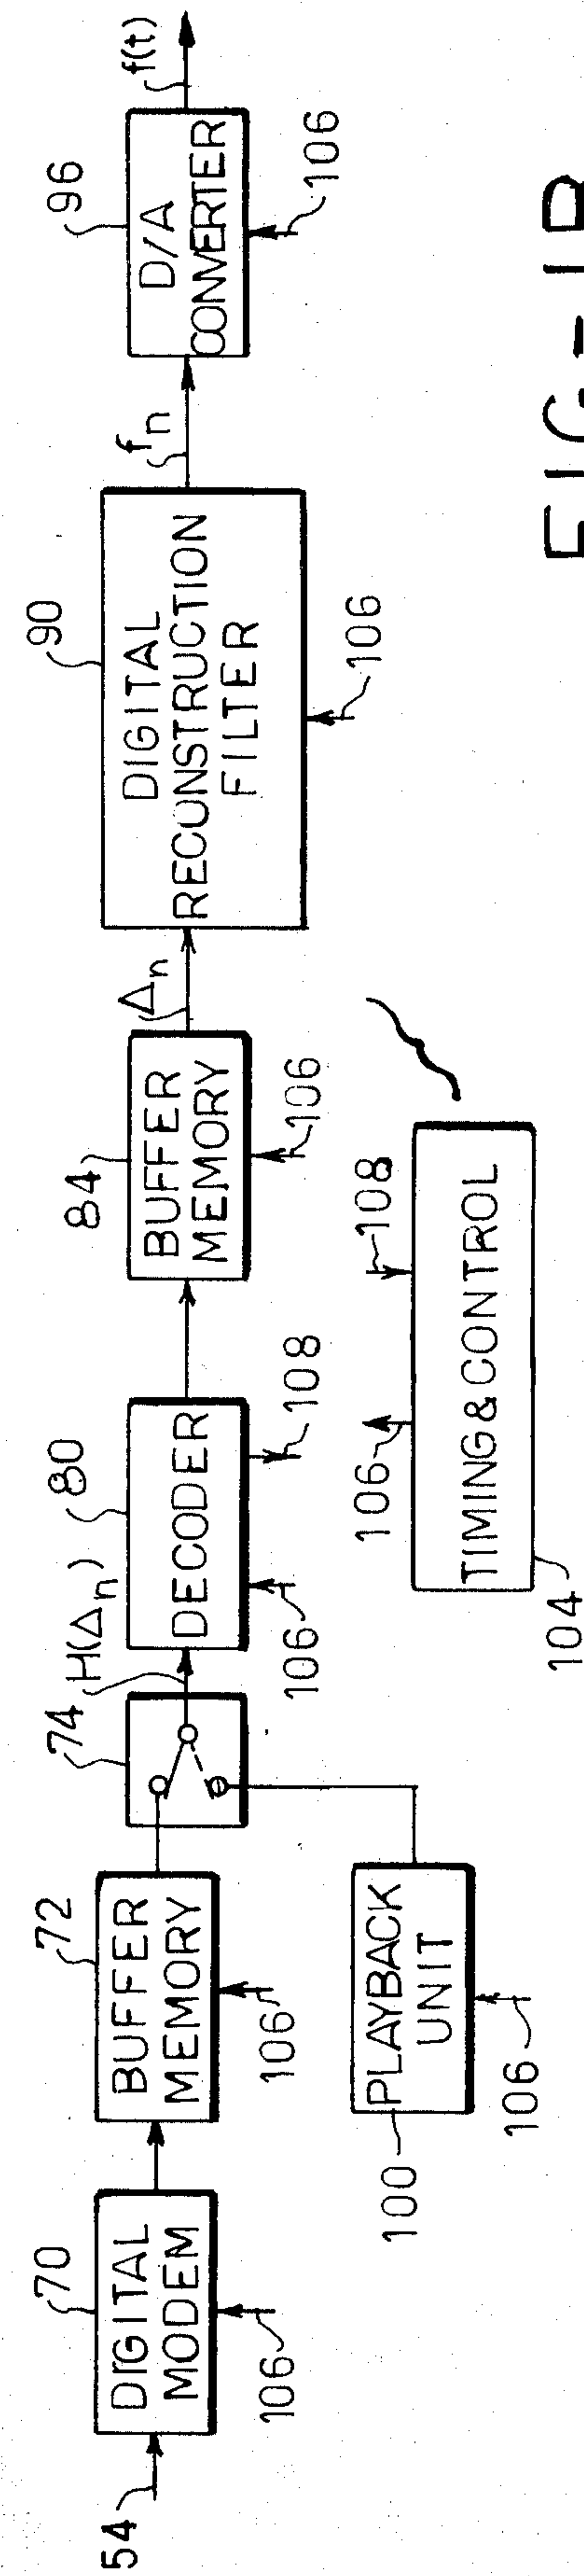 54
70
DIGITAL
MODEM
106
72
BUFFER
MEMORY
106
100
PLAYBACK
UNIT
106
74
H(Δn)
80
DECODER
106
108
84
BUFFER
MEMORY
106
Δn
90
DIGITAL
RECONSTRUCTION
FILTER
106
fn
96
D/A
CONVERTER
106
f(t)
106
108
TIMING & CONTROL
104